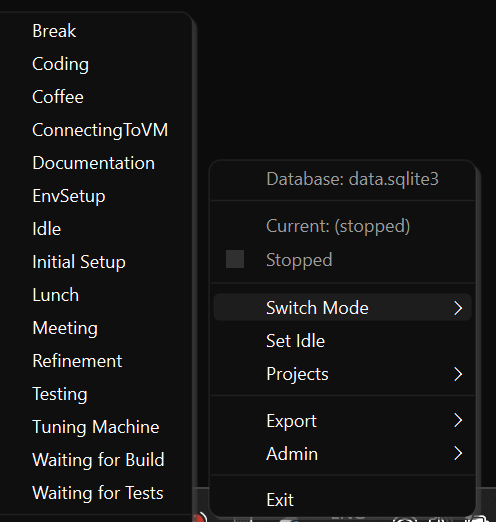 Break
Coding
Coffee
ConnectingToVM
Documentation
EnvSetup
Idle
Initial Setup
Lunch
Meeting
Refinement
Testing
Tuning Machine
Waiting for Build
Waiting for Tests
Database: data.sqlite3
Current: (stopped)
Stopped
Switch Mode
Set Idle
Projects
Export
Admin
Exit